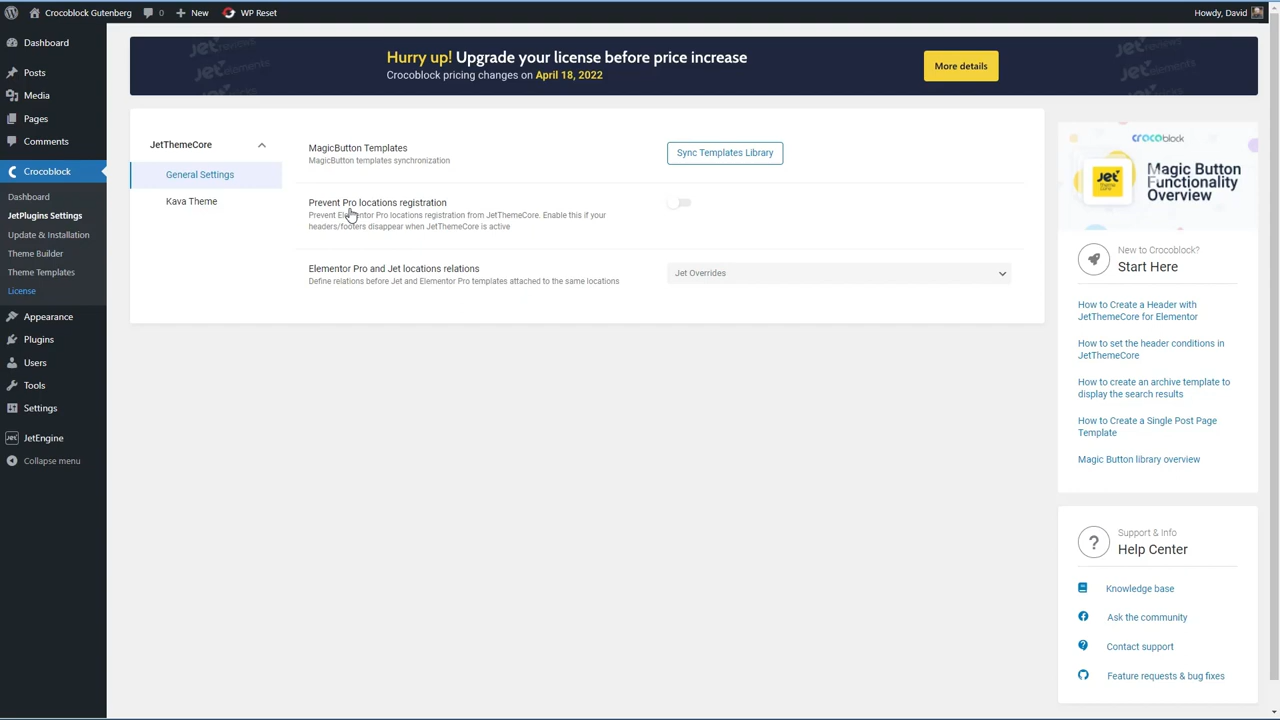 Crocoblock Gutenberg
0
New
WP Reset
Howdy, David
Dashboard
Posts
Media
Pages
Comments
Crocoblock
Dashboard
JetPlugins Settings
Update & Installation
Theme Builder
Theme Templates
License
Appearance
Plugins
Users
Tools
Settings
JetEngine
Collapse menu
Hurry up! Upgrade your license before price increase
Crocoblock pricing changes on April 18, 2022
More details
JetThemeCore
General Settings
Kava Theme
MagicButton Templates
MagicButton templates synchronization
Sync Templates Library
Prevent Pro locations registration
Prevent Elementor Pro locations registration from JetThemeCore. Enable this if your
headers/footers disappear when JetThemeCore is active
Elementor Pro and Jet locations relations
Define relations before Jet and Elementor Pro templates attached to the same locations
Jet Overrides
crocoblock
JET
Magic Button
Functionality
Overview
New to Crocoblock?
Start Here
How to Create a Header with
JetThemeCore for Elementor
How to set the header conditions in
JetThemeCore
How to create an archive template to
display the search results
How to Create a Single Post Page
Template
Magic Button library overview
Support & Info
Help Center
Knowledge base
Ask the community
Contact support
Feature requests & bug fixes